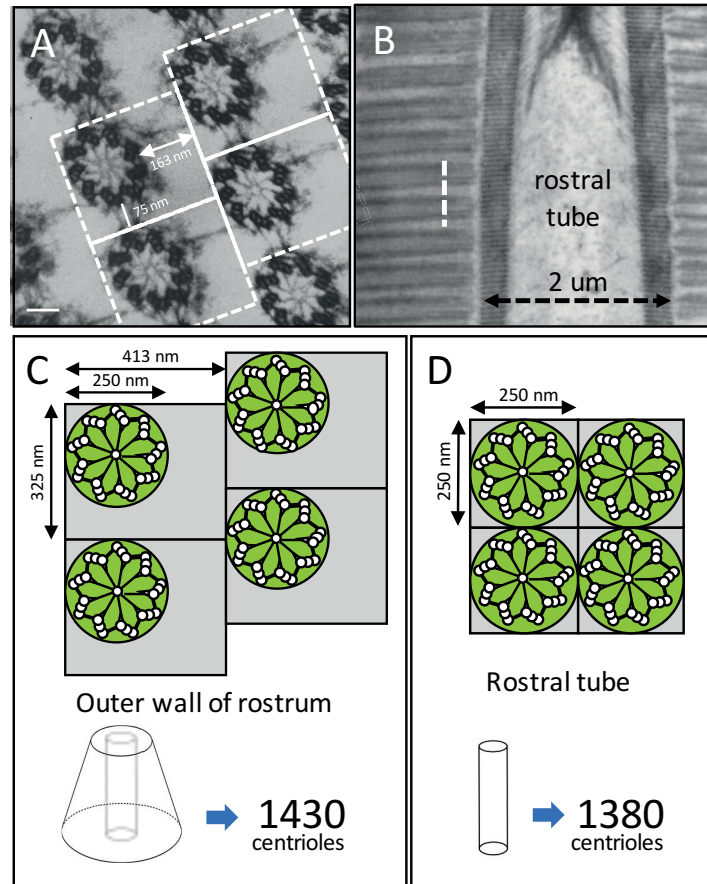 A
163 nm
75 nm
B
rostral
tube
2 um
C
413 nm
250 nm
325 nm
Outer wall of rostrum
1430
centrioles
D
250 nm
250 nm
Rostral tube
1380
centrioles